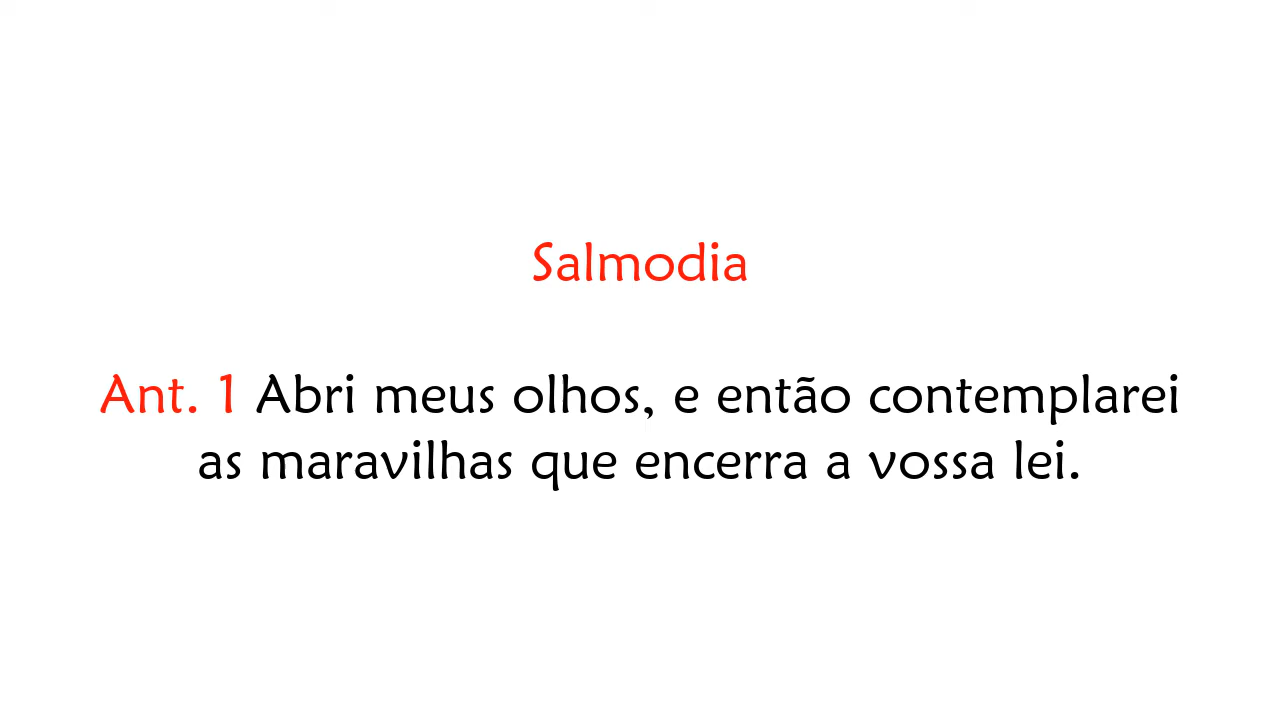 Salmodia
Ant. 1 Abri meus olhos, e então contemplarei
as maravilhas que encerra a vossa lei.